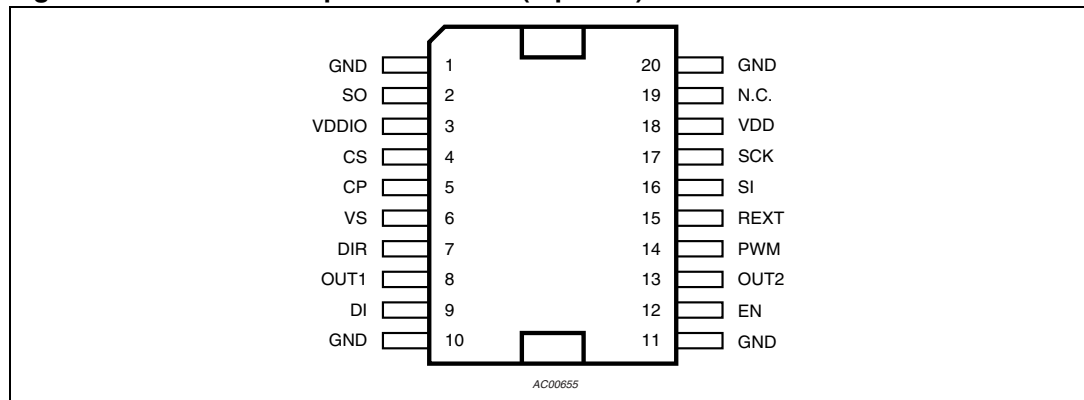 GND 1 20 GND
SO 2 19 N.C.
VDDIO 3 18 VDD
CS 4 17 SCK
CP 5 16 SI
VS 6 15 REXT
DIR 7 14 PWM
OUT1 8 13 OUT2
DI 9 12 EN
GND 10 11 GND
AC00655